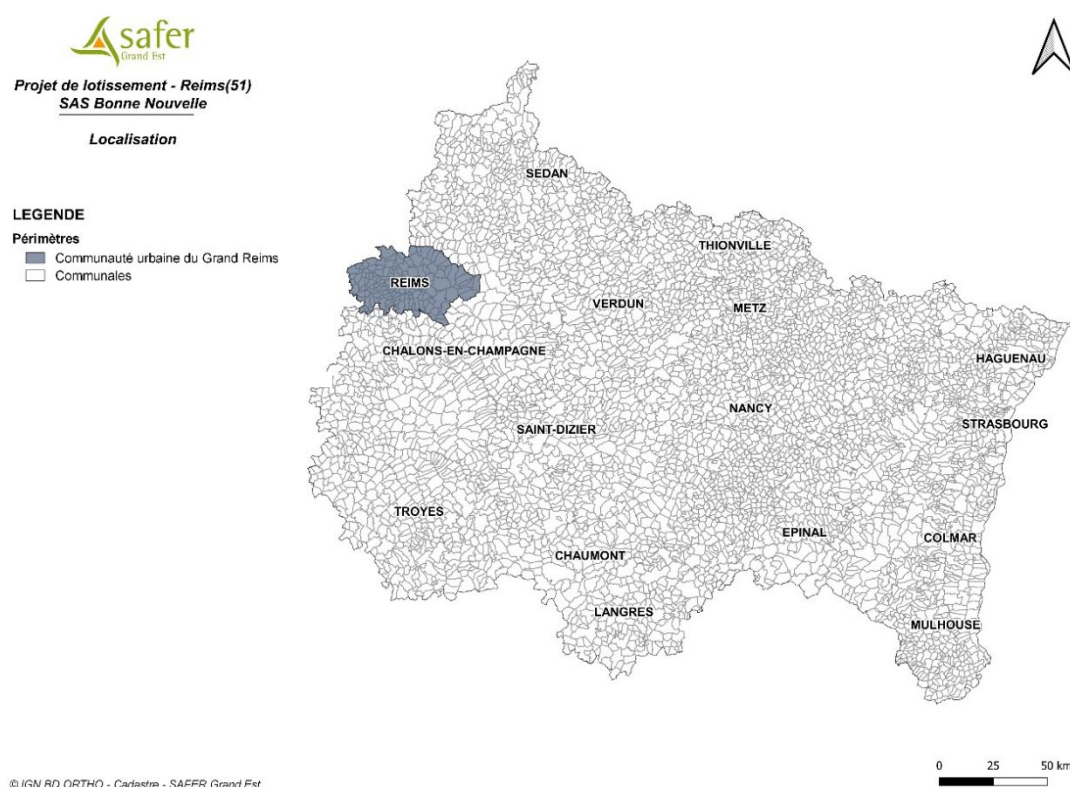 safer
Grand Est
Projet de lotissement - Reims(51)
SAS Bonne Nouvelle
Localisation
LEGENDE
Périmètres
Communauté urbaine du Grand Reims
Communales
SEDAN
THIONVILLE
REIMS
VERDUN
METZ
CHALONS-EN-CHAMPAGNE
HAGUENAU
NANCY
SAINT-DIZIER
STRASBOURG
TROYES
EPINAL
COLMAR
CHAUMONT
LANGRES
MULHOUSE
0 25 50 km
© IGN BD ORTHO - Cadastre - SAFER Grand Est